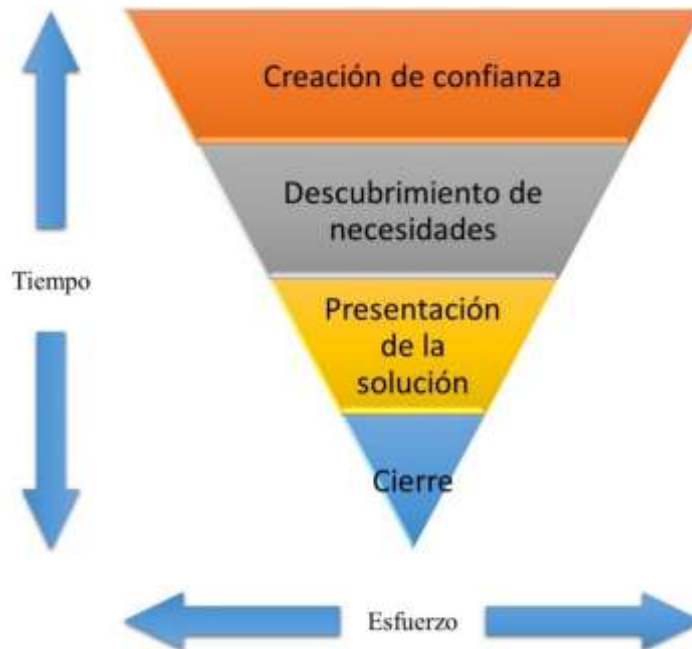 Creación de confianza
Descubrimiento de
necesidades
Tiempo
Presentación
de la
solución
Cierre
Esfuerzo